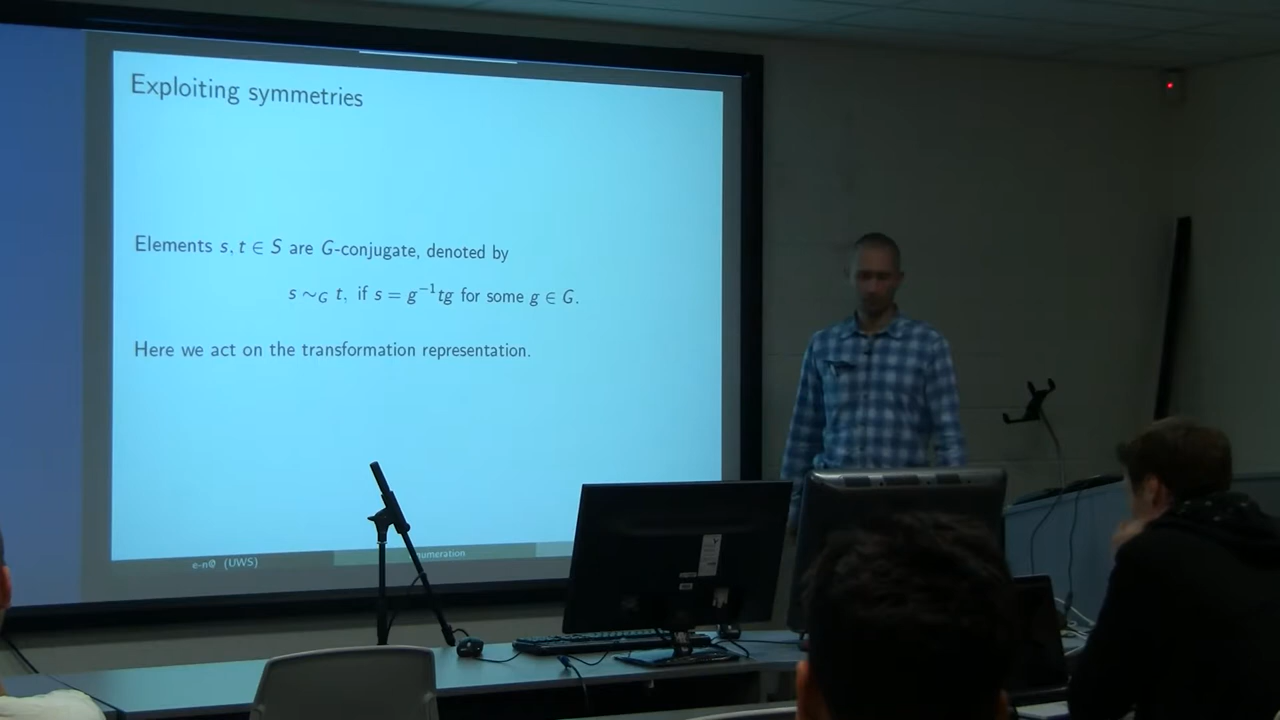 Exploiting symmetries
Elements s, t ∈ S are G-conjugate, denoted by
s ∼G t, if s = g⁻¹tg for some g ∈ G.
Here we act on the transformation representation.
e-n@ (UWS)
numeration